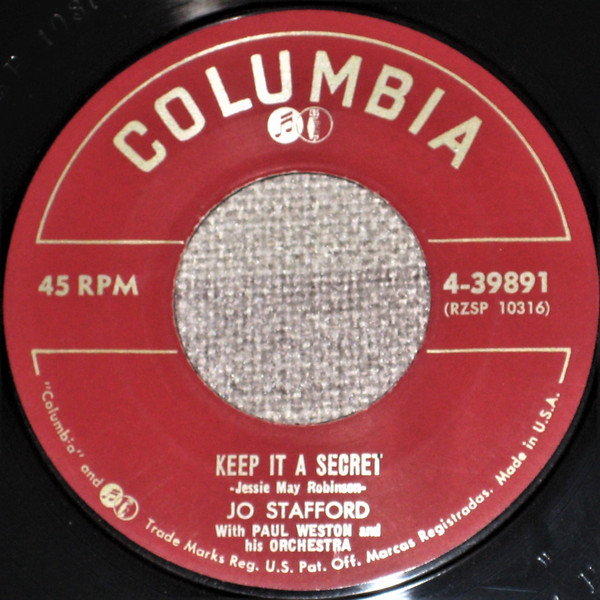 COLUMBIA
45 RPM
4-39891
(RZSP 10316)
KEEP IT A SECRET
-Jessie May Robinson-
JO STAFFORD
With PAUL WESTON and
his ORCHESTRA
"Columbia" and Trade Marks Reg. U.S. Pat. Off. Marcas Registradas. Made in U.S.A.